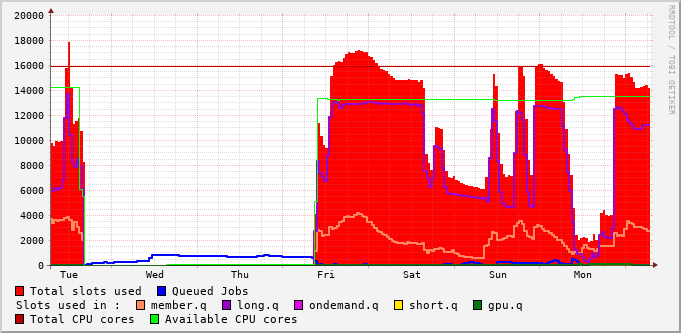 20000
18000
16000
14000
12000
10000
8000
6000
4000
2000
0
Tue Wed Thu Fri Sat Sun Mon
RRDTOOL / TOBI OETIKER
Total slots used Queued Jobs
Slots used in : member.q long.q ondemand.q short.q gpu.q
Total CPU cores Available CPU cores